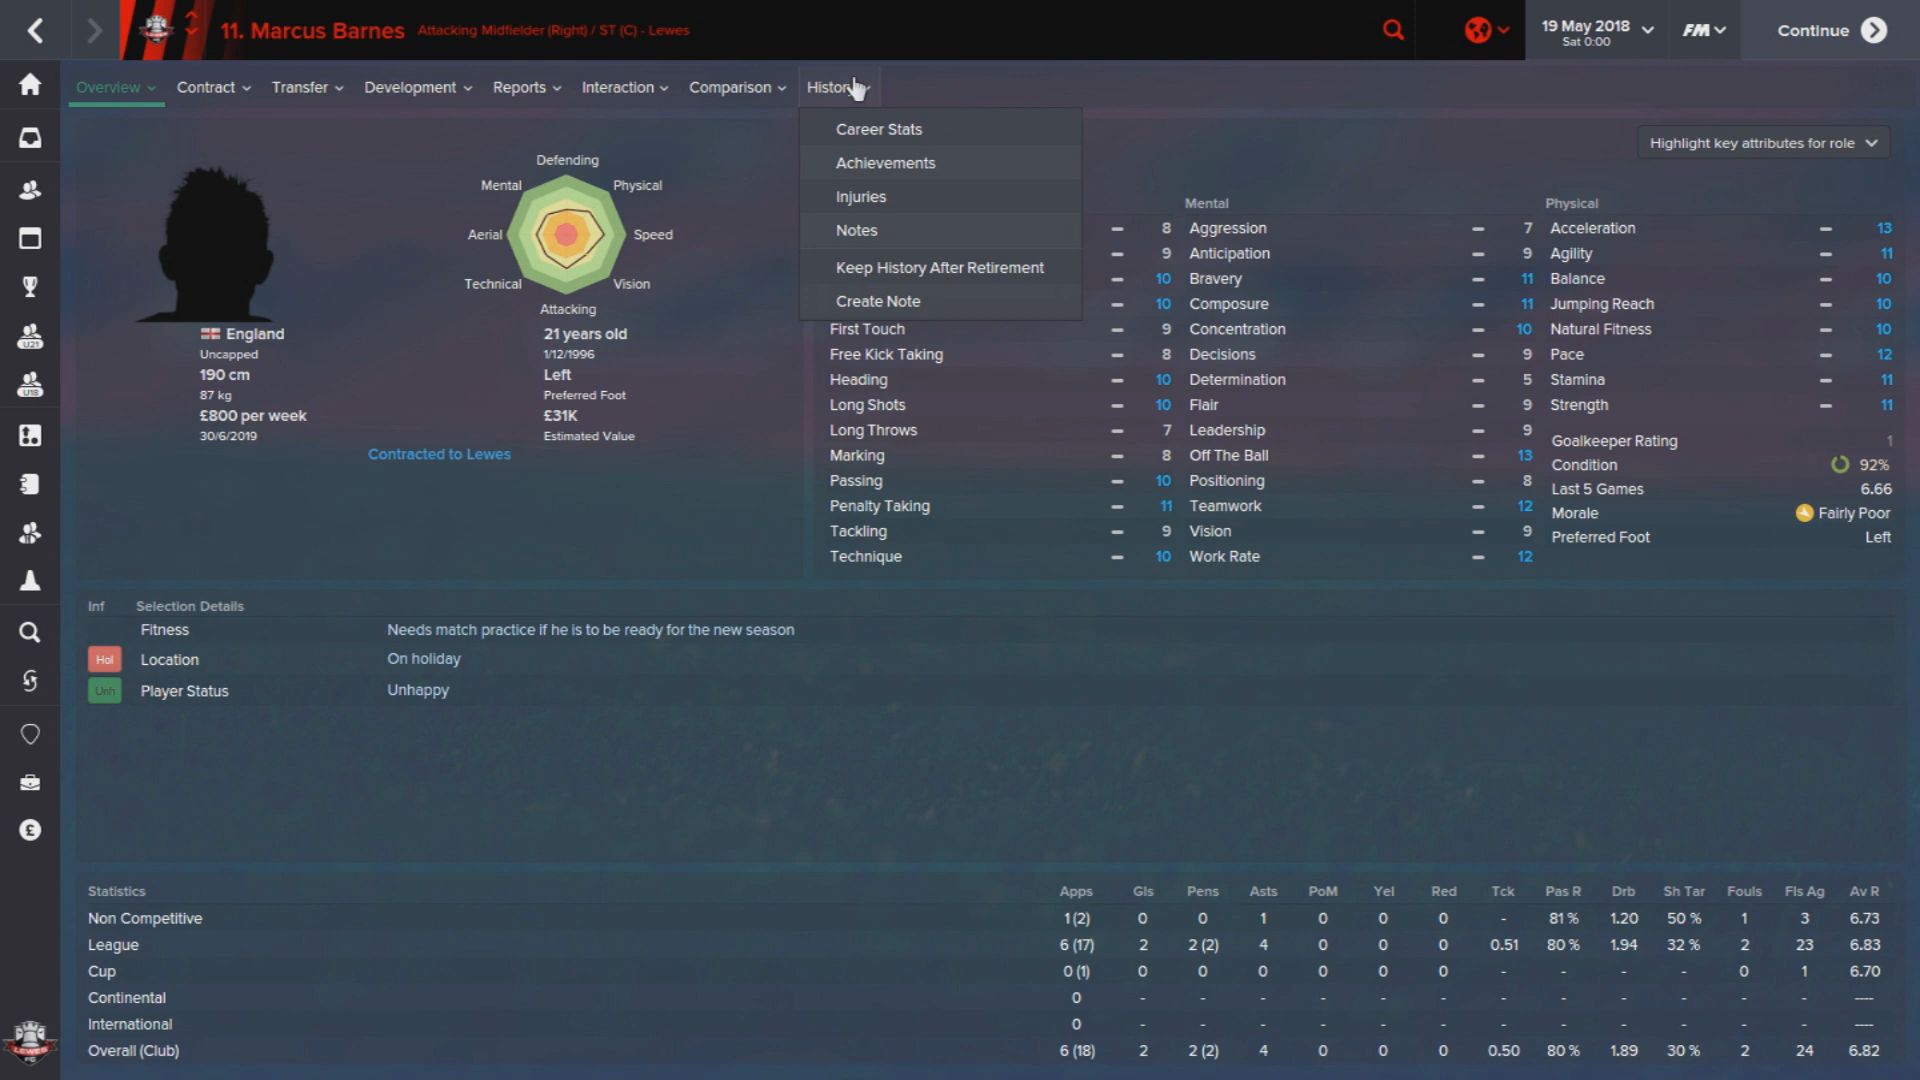 11. Marcus Barnes Attacking Midfielder (Right) / ST (C) - Lewes
19 May 2018
Sat 0:00
FM
Continue
Overview Contract Transfer Development Reports Interaction Comparison
Career Stats
Achievements
Injuries
Notes
Keep History After Retirement
Create Note
Highlight key attributes for role
Defending
Mental Physical
Aerial Speed
Technical Vision
Attacking
England
Uncapped
190 cm
87 kg
£800 per week
30/6/2019
21 years old
1/12/1996
Left
Preferred Foot
£31K
Estimated Value
Contracted to Lewes
8
9
10
10
First Touch 9
Free Kick Taking 8
Heading 10
Long Shots 10
Long Throws 7
Marking 8
Passing 10
Penalty Taking 11
Tackling 9
Technique 10
Mental
Aggression 7
Anticipation 9
Bravery 11
Composure 11
Concentration 10
Decisions 9
Determination 5
Flair 9
Leadership 9
Off The Ball 13
Positioning 8
Teamwork 12
Vision 9
Work Rate 12
Physical
Acceleration 13
Agility 11
Balance 10
Jumping Reach 10
Natural Fitness 10
Pace 12
Stamina 11
Strength 11
Goalkeeper Rating 1
Condition 92%
Last 5 Games 6.66
Morale Fairly Poor
Preferred Foot Left
Inf Selection Details
Fitness Needs match practice if he is to be ready for the new season
Hol Location On holiday
Unh Player Status Unhappy
Statistics Apps Gls Pens Asts PoM Yel Red Tck Pas R Drb Sh Tar Fouls Fls Ag Av R
Non Competitive 1 (2) 0 0 1 0 0 0 - 81 % 1.20 50 % 1 3 6.73
League 6 (17) 2 2 (2) 4 0 0 0 0.51 80 % 1.94 32 % 2 23 6.83
Cup 0 (1) 0 0 0 0 0 0 - - - - 0 1 6.70
Continental 0 - - - - - - - - - - - - ----
International 0 - - - - - - - - - - - - ----
Overall (Club) 6 (18) 2 2 (2) 4 0 0 0 0.50 80 % 1.89 30 % 2 24 6.82
U21
U18
LEWES